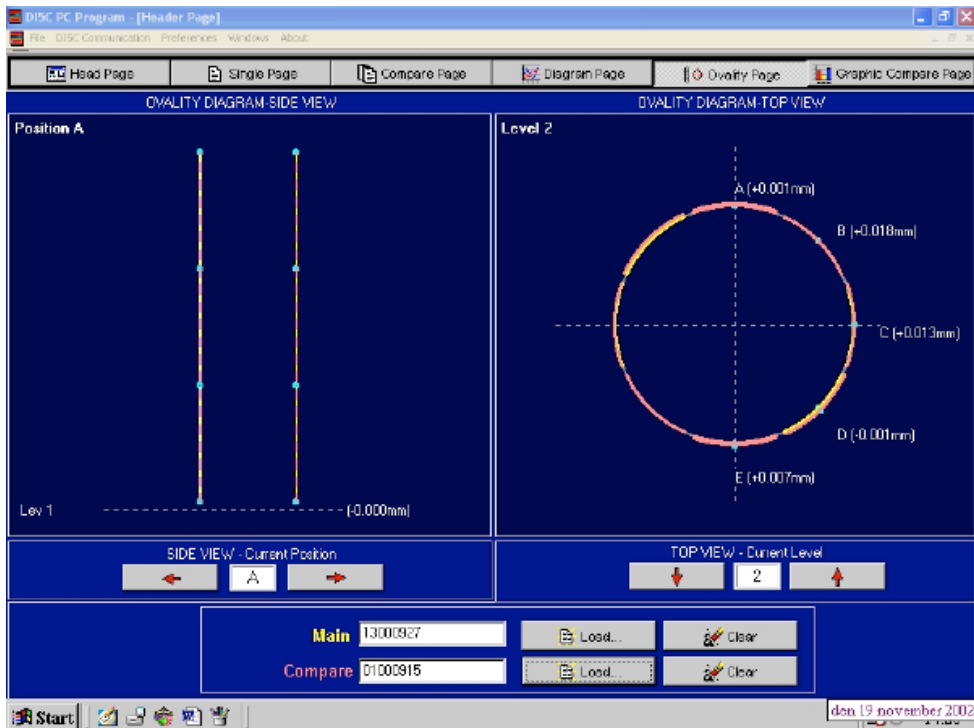 DISC PC Program - [Header Page]
File DISC Communication Preferences Windows About
Head Page Single Page Compare Page Diagram Page Ovality Page Graphic Compare Page
OVALITY DIAGRAM-SIDE VIEW
OVALITY DIAGRAM-TOP VIEW
Position A
Level 2
A (+0.001mm)
B (+0.018mm)
C (+0.013mm)
D (-0.001mm)
E (+0.007mm)
Lev 1
(-0.000mm)
SIDE VIEW - Current Position
A
TOP VIEW - Current Level
2
Main 13000927 Load... Clear
Compare 01000915 Load... Clear
Start
den 19 november 2002